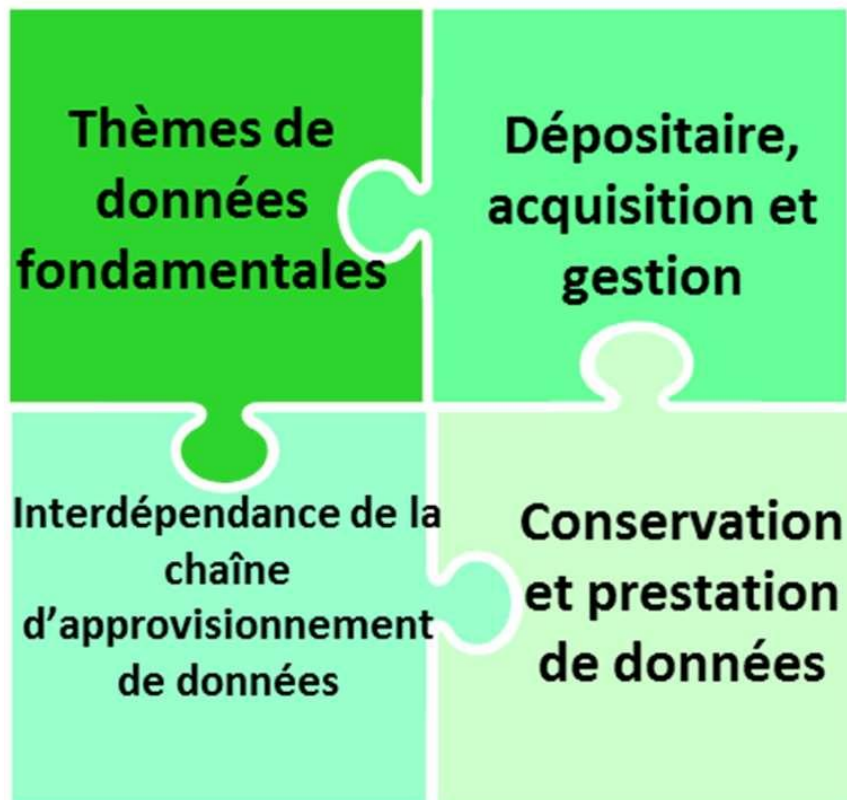 Thèmes de
données
fondamentales
Dépositaire,
acquisition et
gestion
Interdépendance de la
chaîne
d’approvisionnement
de données
Conservation
et prestation
de données